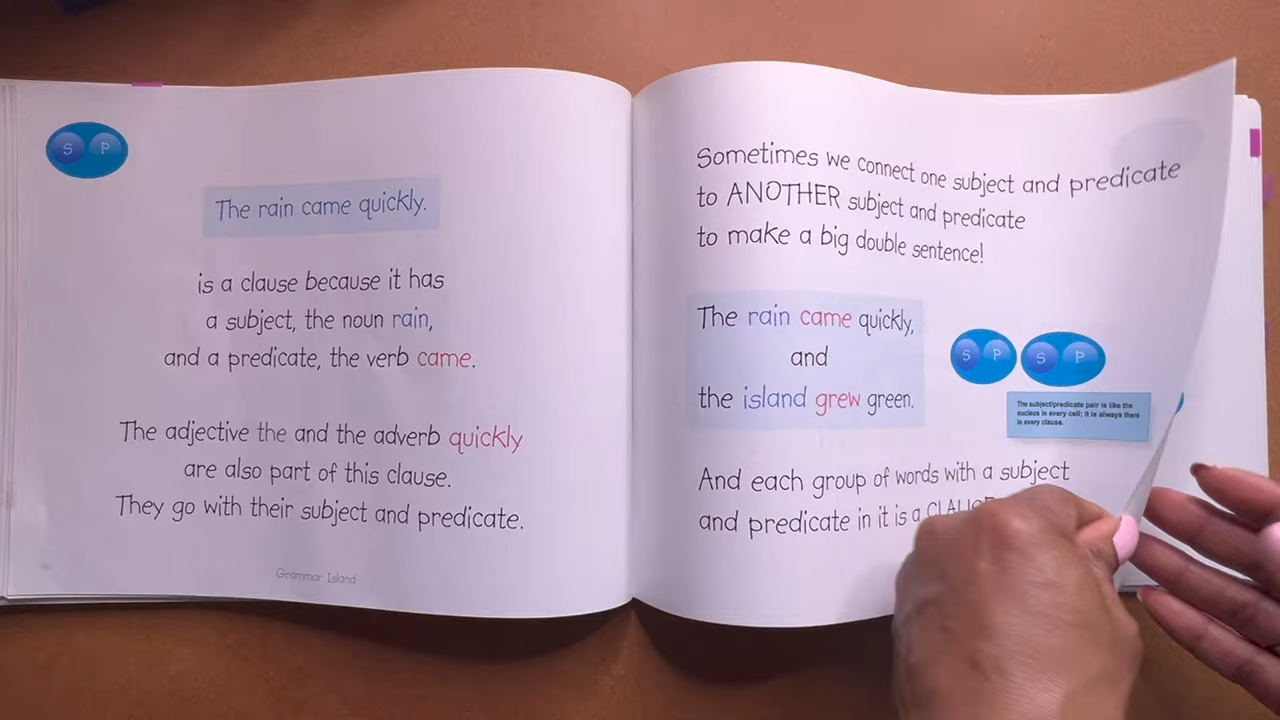 S P
The rain came quickly.
is a clause because it has
a subject, the noun rain,
and a predicate, the verb came.
The adjective the and the adverb quickly
are also part of this clause.
They go with their subject and predicate.
Grammar Island
Sometimes we connect one subject and predicate
to ANOTHER subject and predicate
to make a big double sentence!
The rain came quickly,
and
the island grew green.
S P S P
The subject/predicate pair is like the
nucleus in every cell; it is always there
in every clause.
And each group of words with a subject
and predicate in it is a